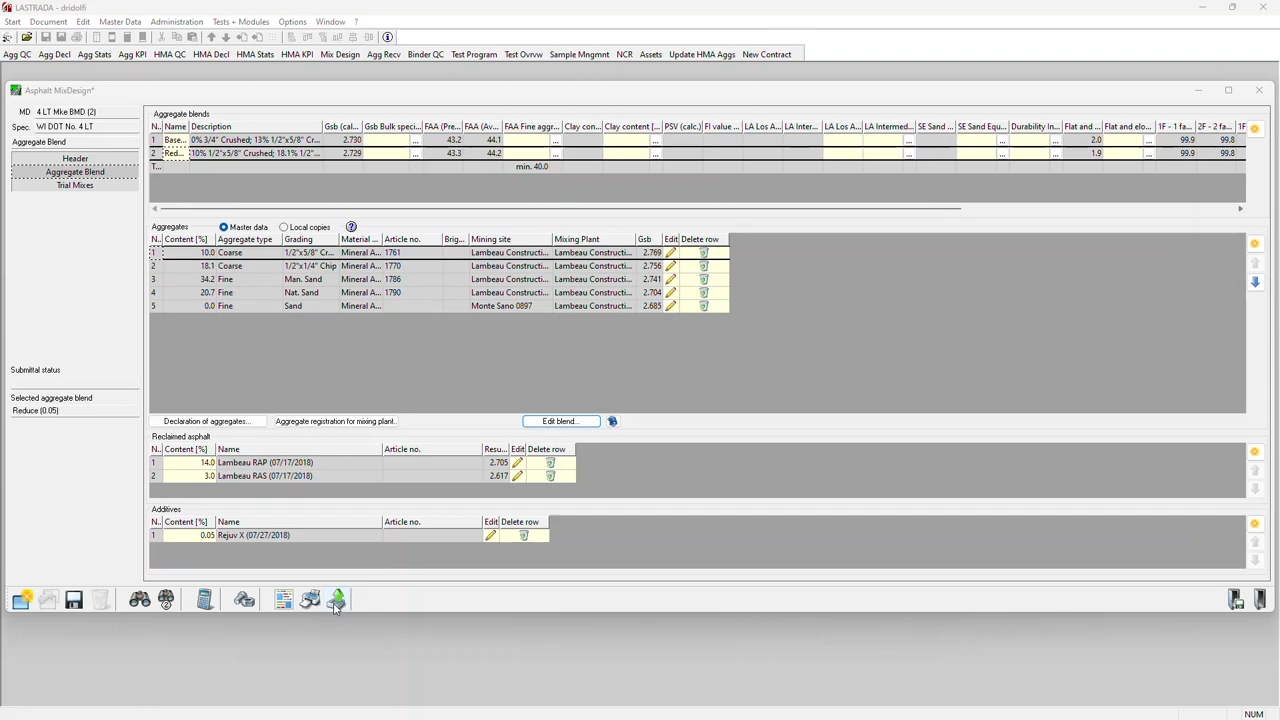 LASTRADA - dridolfi
Start Document Edit Master Data Administration Tests + Modules Options Window ?
Agg QC Agg Decl Agg Stats Agg KPI HMA QC HMA Decl HMA Stats HMA KPI Mix Design Agg Recv Binder QC Test Program Test Ovrvw Sample Mngmnt NCR Assets Update HMA Aggs New Contract
Asphalt MixDesign*
MD 4 LT Mke BMD (2)
Spec. WI DOT No. 4 LT
Aggregate Blend
Header
Aggregate Blend
Trial Mixes
Submittal status
Selected aggregate blend
Reduce (0.05)
Aggregate blends
N.. Name Description Gsb (cal... Gsb Bulk speci... FAA (Pre... FAA (Av... FAA Fine aggr... Clay con... Clay content [... PSV (calc.) FI value ... LA Los A... LA Inter... LA Los A... LA Intermed... SE Sand ... SE Sand Equ... Durability In... Flat and ... Flat and elo... 1F - 1 fa... 2F - 2 fa... 1F
1 Base... 0% 3/4" Crushed; 13% 1/2"x5/8" Cr... 2.730 ... 43.2 44.1 ... ... ... ... ... ... 2.0 ... 99.9 99.8
2 Red... 10% 1/2"x5/8" Crushed; 18.1% 1/2"... 2.729 ... 43.3 44.2 ... ... ... ... ... ... 1.9 ... 99.9 99.8
T... min. 40.0
Aggregates Master data Local copies ?
N.. Content [%] Aggregate type Grading Material ... Article no. Brig... Mining site Mixing Plant Gsb Edit Delete row
1 10.0 Coarse 1/2"x5/8" Cr... Mineral A... 1761 Lambeau Constructi... Lambeau Constructi... 2.769
2 18.1 Coarse 1/2"x1/4" Chip Mineral A... 1770 Lambeau Constructi... Lambeau Constructi... 2.756
3 34.2 Fine Man. Sand Mineral A... 1786 Lambeau Constructi... Lambeau Constructi... 2.741
4 20.7 Fine Nat. Sand Mineral A... 1790 Lambeau Constructi... Lambeau Constructi... 2.704
5 0.0 Fine Sand Mineral A... Monte Sano 0897 Lambeau Constructi... 2.685
Declaration of aggregates... Aggregate registration for mixing plant.. Edit blend...
Reclaimed asphalt
N.. Content [%] Name Article no. Resu... Edit Delete row
1 14.0 Lambeau RAP (07/17/2018) 2.705
2 3.0 Lambeau RAS (07/17/2018) 2.617
Additives
N.. Content [%] Name Article no. Edit Delete row
1 0.05 Rejuv X (07/27/2018)
NUM